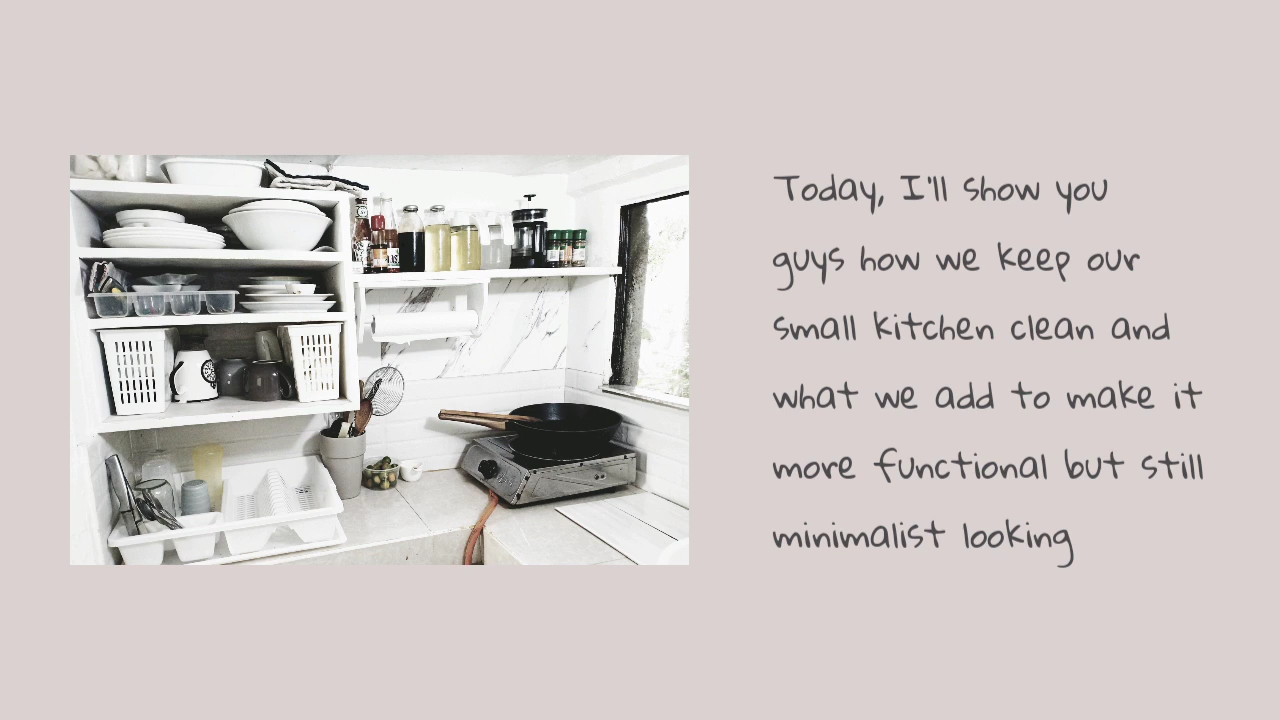 Today, I'll show you
guys how we keep our
small kitchen clean and
what we add to make it
more functional but still
minimalist looking